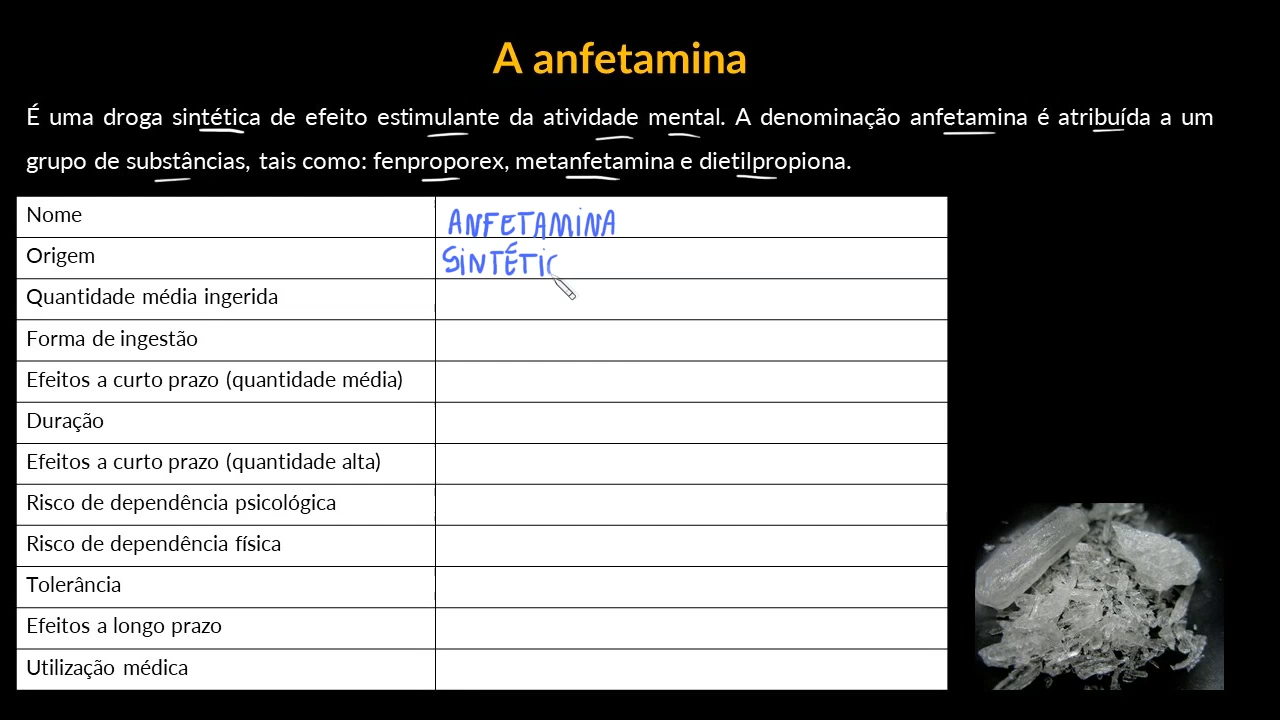 A anfetamina
É uma droga sintética de efeito estimulante da atividade mental. A denominação anfetamina é atribuída a um
grupo de substâncias, tais como: fenproporex, metanfetamina e dietilpropiona.
Nome ANFETAMINA
Origem SINTÉTIC
Quantidade média ingerida
Forma de ingestão
Efeitos a curto prazo (quantidade média)
Duração
Efeitos a curto prazo (quantidade alta)
Risco de dependência psicológica
Risco de dependência física
Tolerância
Efeitos a longo prazo
Utilização médica